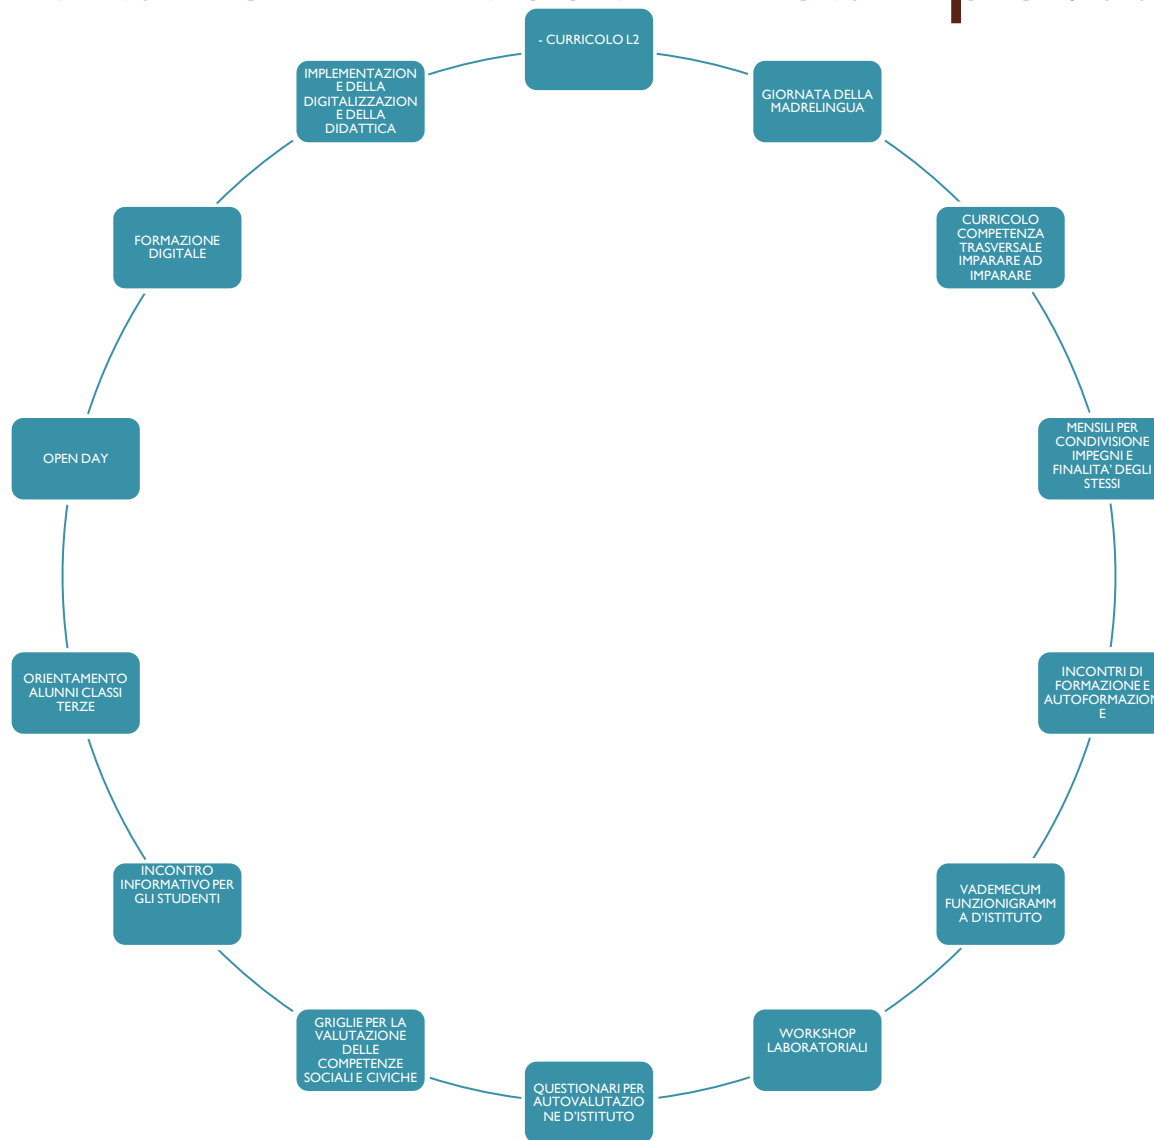 - CURRICOLO L2
GIORNATA DELLA
MADRELINGUA
CURRICOLO
COMPETENZA
TRASVERSALE
IMPARARE AD
IMPARARE
MENSILI PER
CONDIVISIONE
IMPEGNI E
FINALITA' DEGLI
STESSI
INCONTRI DI
FORMAZIONE E
AUTOFORMAZION
E
VADEMECUM
FUNZIONIGRAMM
A D'ISTITUTO
WORKSHOP
LABORATORIALI
QUESTIONARI PER
AUTOVALUTAZIO
NE D'ISTITUTO
GRIGLIE PER LA
VALUTAZIONE
DELLE
COMPETENZE
SOCIALI E CIVICHE
INCONTRO
INFORMATIVO PER
GLI STUDENTI
ORIENTAMENTO
ALUNNI CLASSI
TERZE
OPEN DAY
FORMAZIONE
DIGITALE
IMPLEMENTAZION
E DELLA
DIGITALIZZAZION
E DELLA
DIDATTICA